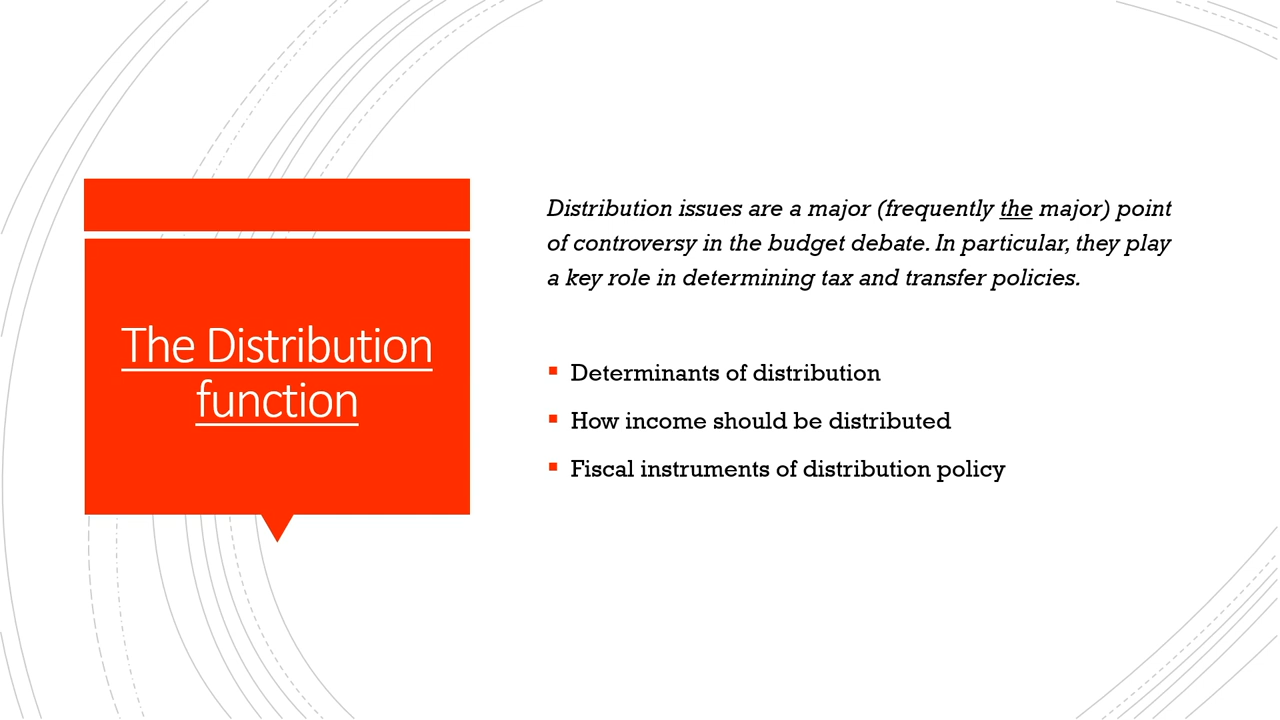 The Distribution
function
Distribution issues are a major (frequently the major) point
of controversy in the budget debate. In particular, they play
a key role in determining tax and transfer policies.
Determinants of distribution
How income should be distributed
Fiscal instruments of distribution policy